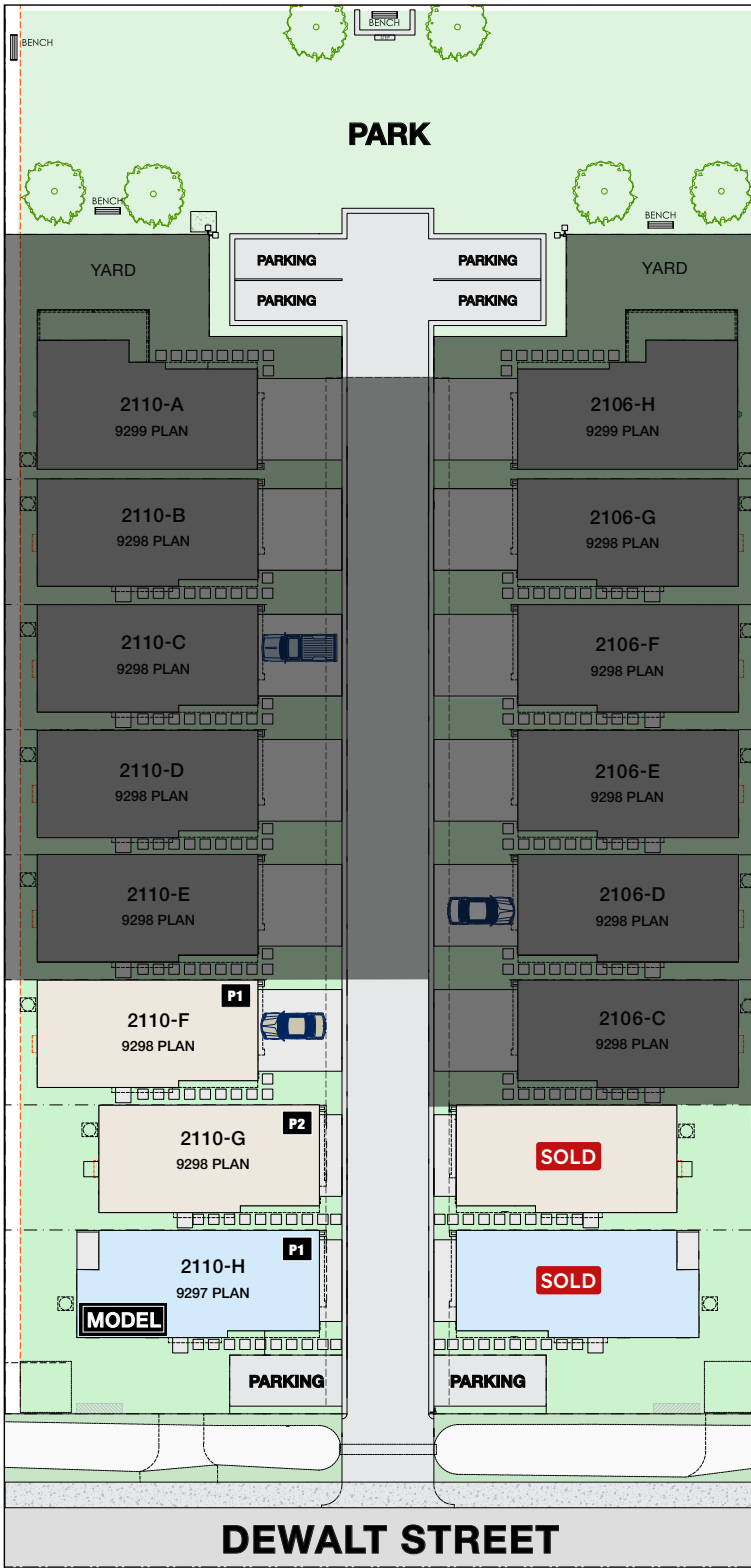 BENCH
BENCH
STEP
PARK
BENCH
BENCH
PARKING
PARKING
PARKING
PARKING
YARD
YARD
2110-A
9299 PLAN
2106-H
9299 PLAN
2110-B
9298 PLAN
2106-G
9298 PLAN
2110-C
9298 PLAN
2106-F
9298 PLAN
2110-D
9298 PLAN
2106-E
9298 PLAN
2110-E
9298 PLAN
2106-D
9298 PLAN
2110-F
9298 PLAN
P1
2106-C
9298 PLAN
2110-G
9298 PLAN
P2
SOLD
2110-H
9297 PLAN
P1
MODEL
SOLD
PARKING
PARKING
DEWALT STREET